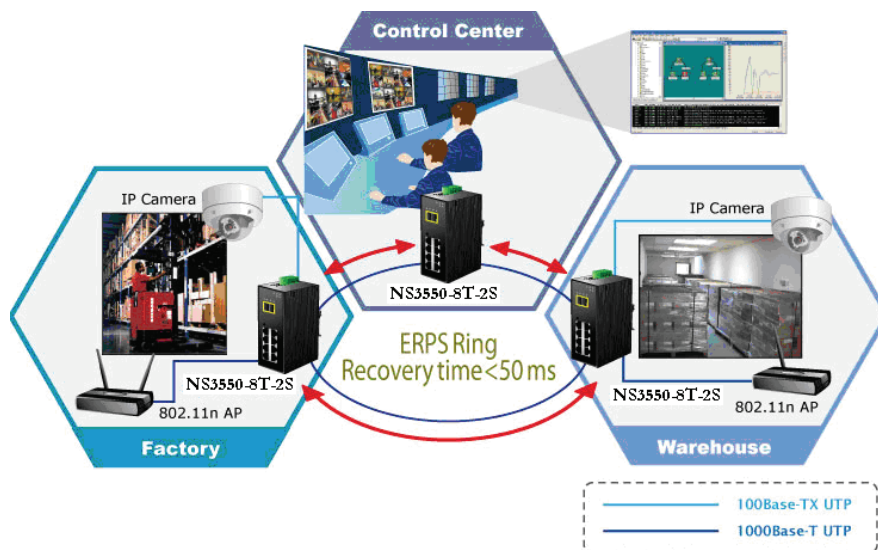 Control Center
IP Camera
IP Camera
NS3550-8T-2S
ERPS Ring
Recovery time<50 ms
NS3550-8T-2S
NS3550-8T-2S
802.11n AP
802.11n AP
Factory
Warehouse
100Base-TX UTP
1000Base-T UTP